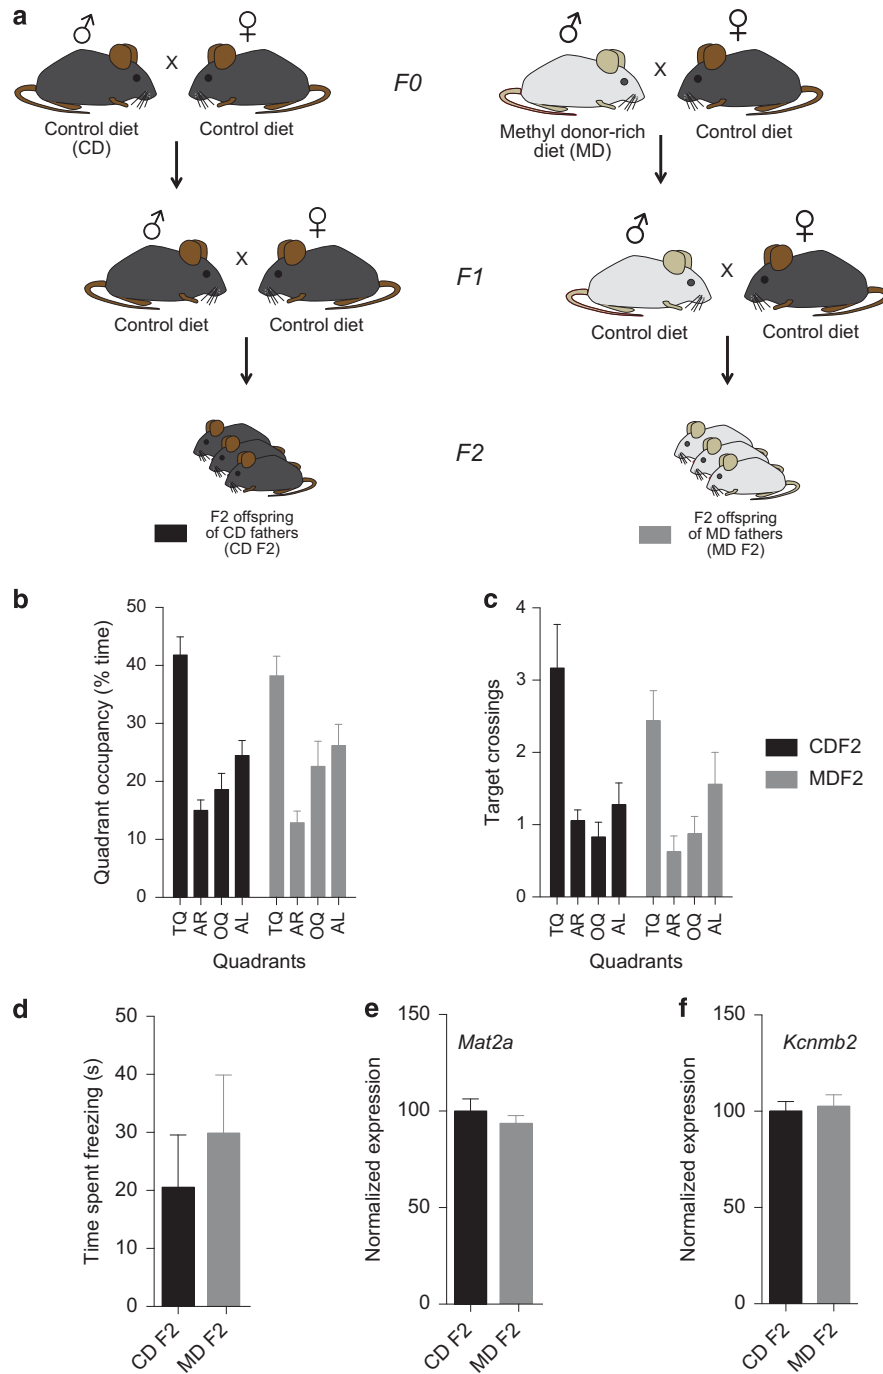 a
♂ X ♀
F0
♂ X ♀
Control diet
(CD)
Control diet
Methyl donor-rich
diet (MD)
Control diet
♂ X ♀
F1
♂ X ♀
Control diet
Control diet
Control diet
Control diet
F2
F2 offspring
of CD fathers
(CD F2)
F2 offspring
of MD fathers
(MD F2)
b
Quadrant occupancy (% time)
50
40
30
20
10
0
TQ AR OQ AL TQ AR OQ AL
Quadrants
c
Target crossings
4
3
2
1
0
TQ AR OQ AL TQ AR OQ AL
Quadrants
CDF2
MDF2
d
Time spent freezing (s)
50
40
30
20
10
0
CD F2 MD F2
e
Mat2a
Normalized expression
150
100
50
0
CD F2 MD F2
f
Kcnmb2
Normalized expression
150
100
50
0
CD F2 MD F2